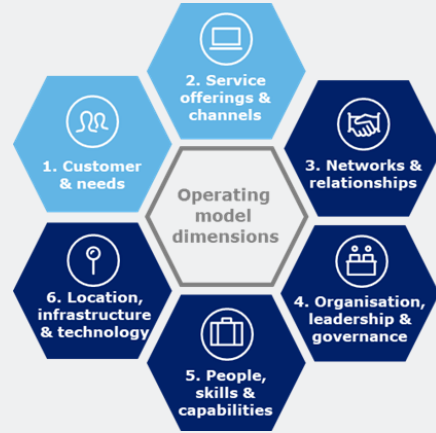 2. Service
offerings &
channels
1. Customer
& needs
3. Networks &
relationships
Operating
model
dimensions
6. Location,
infrastructure
& technology
4. Organisation,
leadership &
governance
5. People,
skills &
capabilities